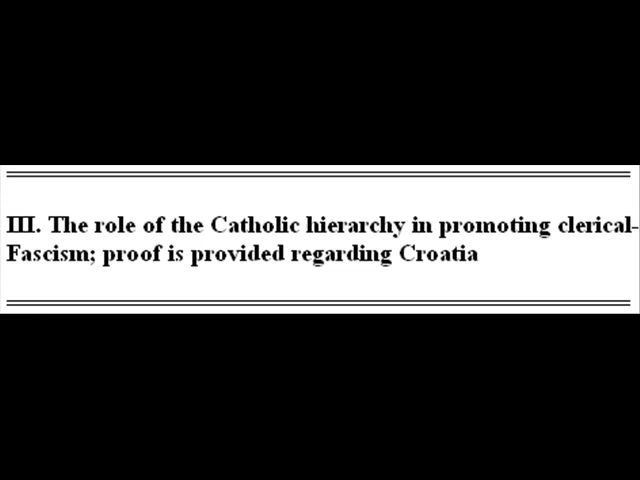 III. The role of the Catholic hierarchy in promoting clerical-
Fascism; proof is provided regarding Croatia